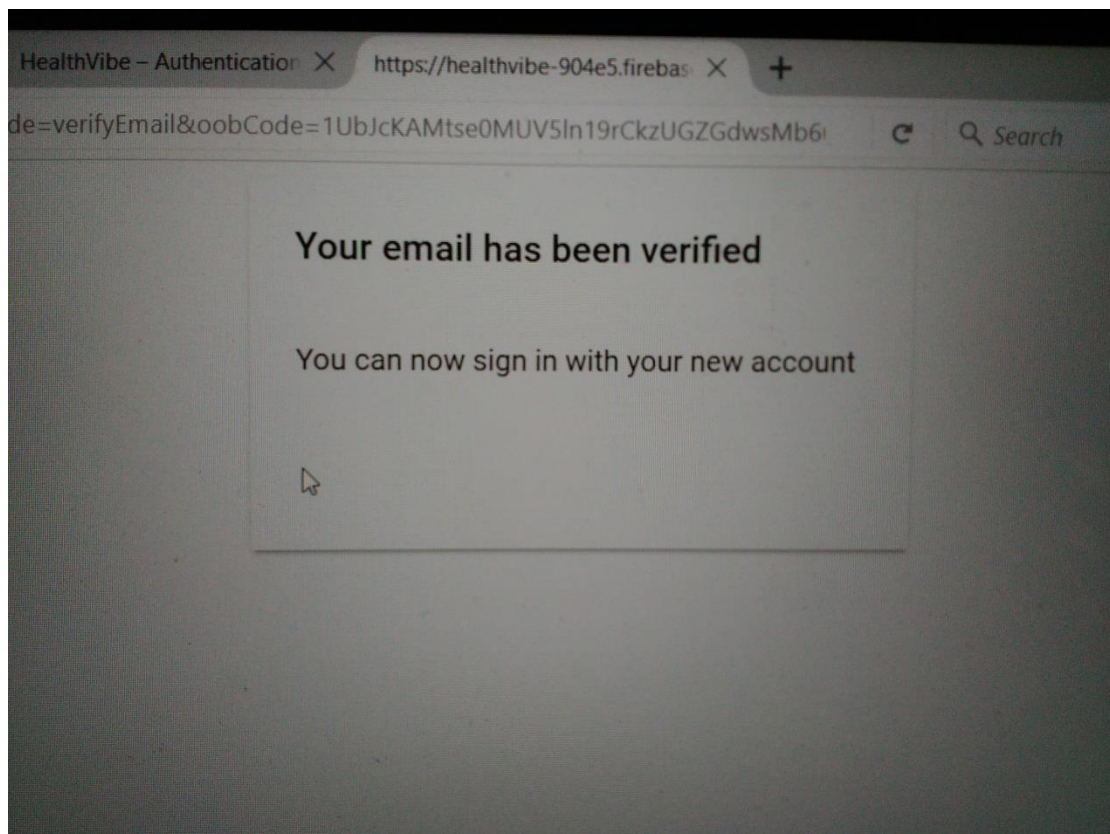 HealthVibe – Authentication
https://healthvibe-904e5.firebas
de=verifyEmail&oobCode=1UbJcKAMtse0MUV5ln19rCkzUGZGdwsMb6
Search
Your email has been verified
You can now sign in with your new account